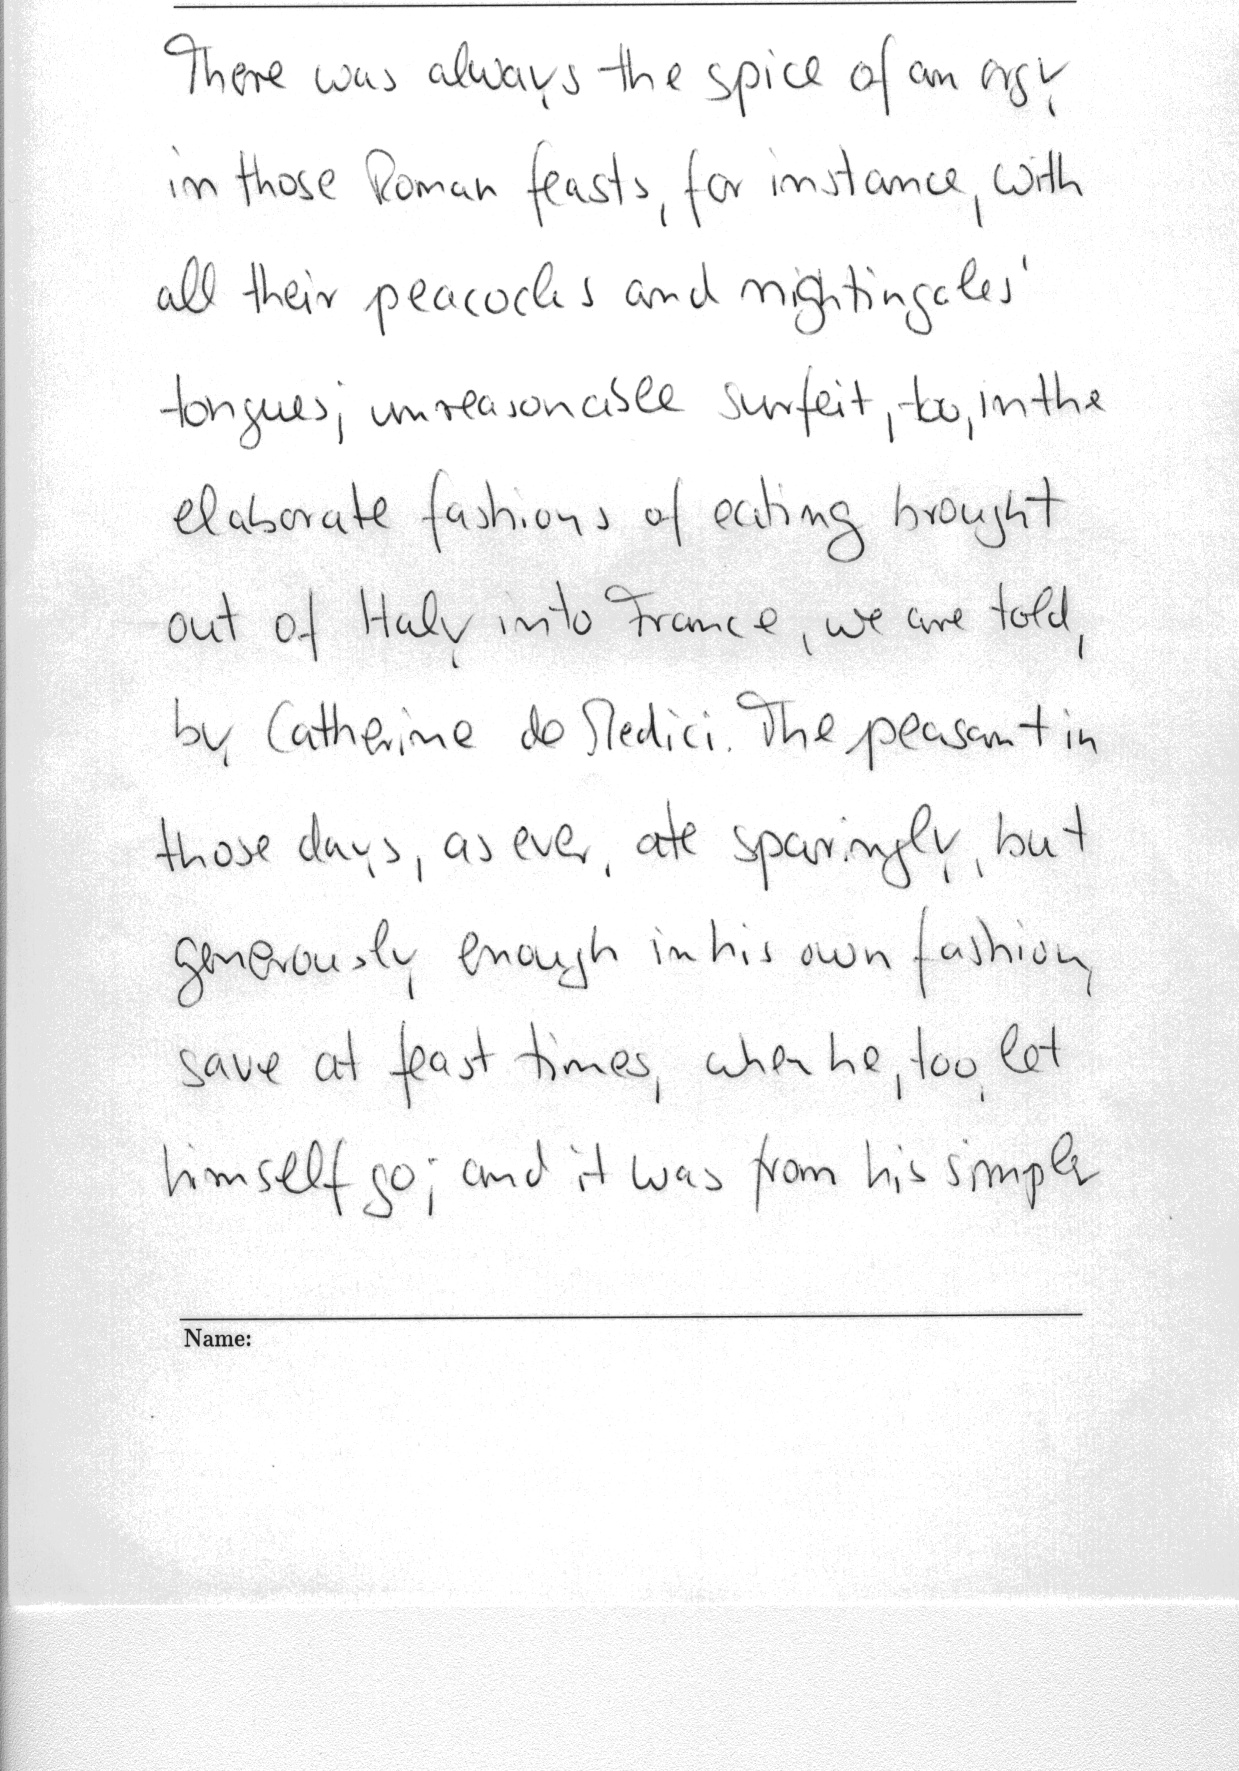 There was always the spice of an orgy
in those Roman feasts, for instance, with
all their peacocks and nightingales'
tongues; unreasonable surfeit, too, in the
elaborate fashions of eating brought
out of Italy into France, we are told,
by Catherine de Medici. The peasant in
those days, as ever, ate sparingly, but
generously enough in his own fashion,
save at feast times, when he, too, let
himself go; and it was from his simple
Name: